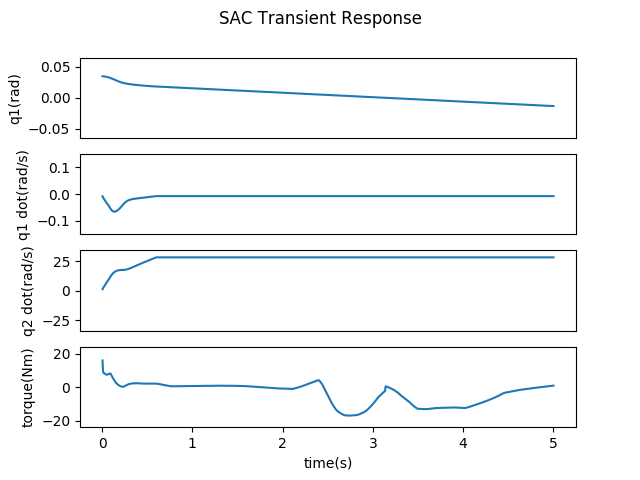 SAC Transient Response
0.05
0.00
−0.05
q1(rad)
0.1
0.0
−0.1
q1 dot(rad/s)
25
0
−25
q2 dot(rad/s)
20
0
−20
torque(Nm)
0 1 2 3 4 5
time(s)